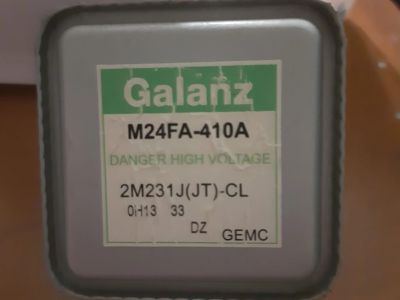 Galanz
M24FA-410A
DANGER HIGH VOLTAGE
2M231J(JT)-CL
0H13 33
DZ GEMC